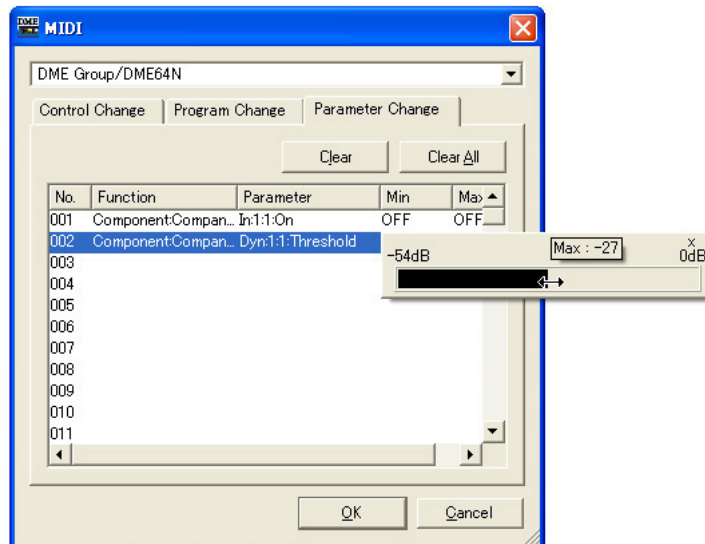 MIDI
DME Group/DME64N
Control Change Program Change Parameter Change
Clear Clear All
No. Function Parameter Min Max
001 Component:Compan... In:1:1:On OFF OFF
002 Component:Compan... Dyn:1:1:Threshold
-54dB Max : -27 x 0dB
003
004
005
006
007
008
009
010
011
OK Cancel